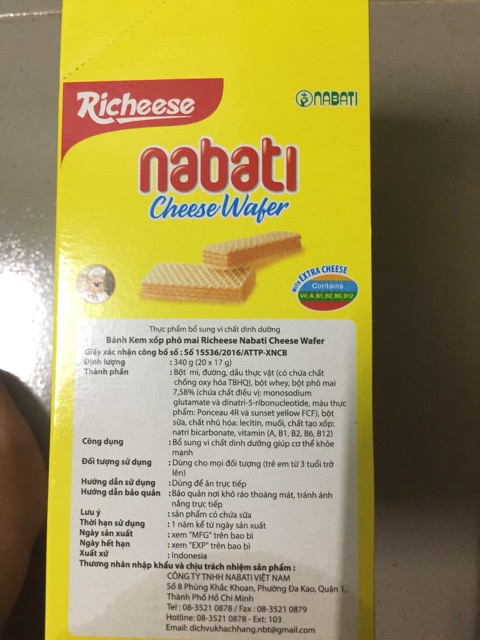 Richeese
NABATI
nabati
Cheese Wafer
WITH EXTRA CHEESE
Contains
Vit, A, B1, B2, B6, B12
Thực phẩm bổ sung vi chất dinh dưỡng
Bánh Kem xốp phô mai Richeese Nabati Cheese Wafer
Giấy xác nhận công bố số : Số 15536/2016/ATTP-XNCB
Định lượng : 340 g (20 x 17 g)
Thành phần : Bột mì, đường, dầu thực vật (có chứa chất
chống oxy hóa TBHQ), bột whey, bột phô mai
7,58% (chứa chất điều vị: monosodium
glutamate và dinatri-5-ribonucleotide, màu thực
phẩm: Ponceau 4R và sunset yellow FCF), bột
sữa, chất nhũ hóa: lecitin, muối, chất tạo xốp:
natri bicarbonate, vitamin (A, B1, B2, B6, B12)
Công dụng : Bổ sung vi chất dinh dưỡng giúp cơ thể khỏe
mạnh
Đối tượng sử dụng : Dùng cho mọi đối tượng (trẻ em từ 3 tuổi trở
lên)
Hướng dẫn sử dụng : Dùng để ăn trực tiếp
Hướng dẫn bảo quản : Bảo quản nơi khô ráo thoáng mát, tránh ánh
nắng trực tiếp
Lưu ý : sản phẩm có chứa sữa
Thời hạn sử dụng : 1 năm kể từ ngày sản xuất
Ngày sản xuất : xem "MFG" trên bao bì
Ngày hết hạn : xem "EXP" trên bao bì
Xuất xứ : Indonesia
Thương nhân nhập khẩu và chịu trách nhiệm sản phẩm :
CÔNG TY TNHH NABATI VIỆT NAM
Số 8 Phùng Khắc Khoan, Phường Đa Kao, Quận 1,
Thành Phố Hồ Chí Minh
Tel : 08-3521 0878 / Fax : 08-3521 0879
Hotline: 08-3521 0878 - Ext: 103
Email: dichvukhachhang.nbt@gmail.com